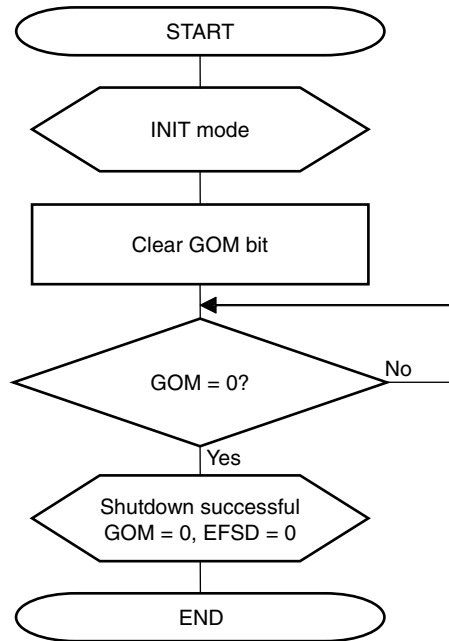 START
INIT mode
Clear GOM bit
GOM = 0?
No
Yes
Shutdown successful
GOM = 0, EFSD = 0
END